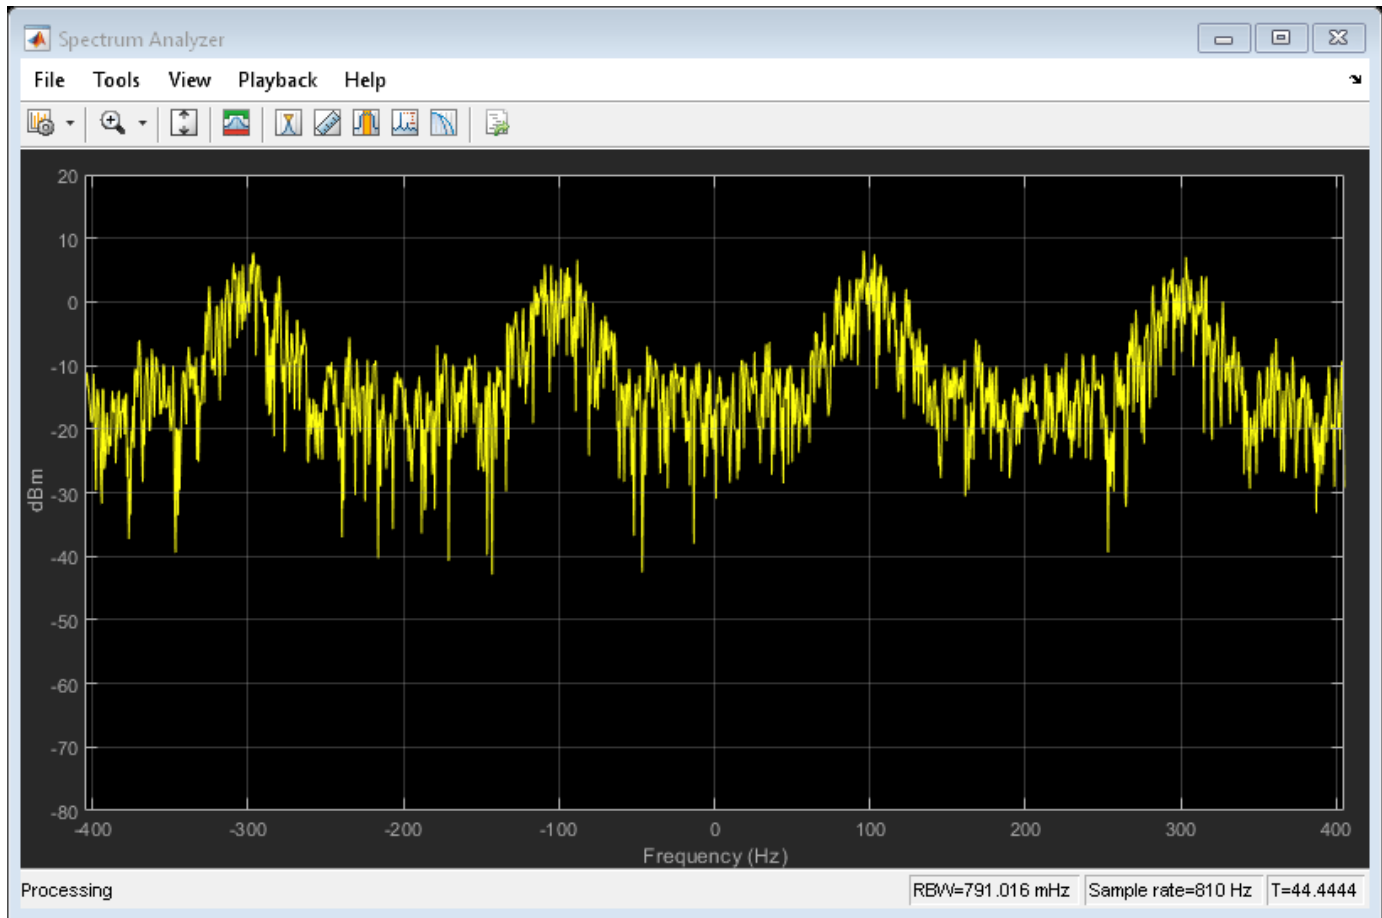 Spectrum Analyzer
File Tools View Playback Help
20
10
0
-10
-20
-30
-40
-50
-60
-70
-80
dBm
-400 -300 -200 -100 0 100 200 300 400
Frequency (Hz)
Processing RBW=791.016 mHz Sample rate=810 Hz T=44.4444